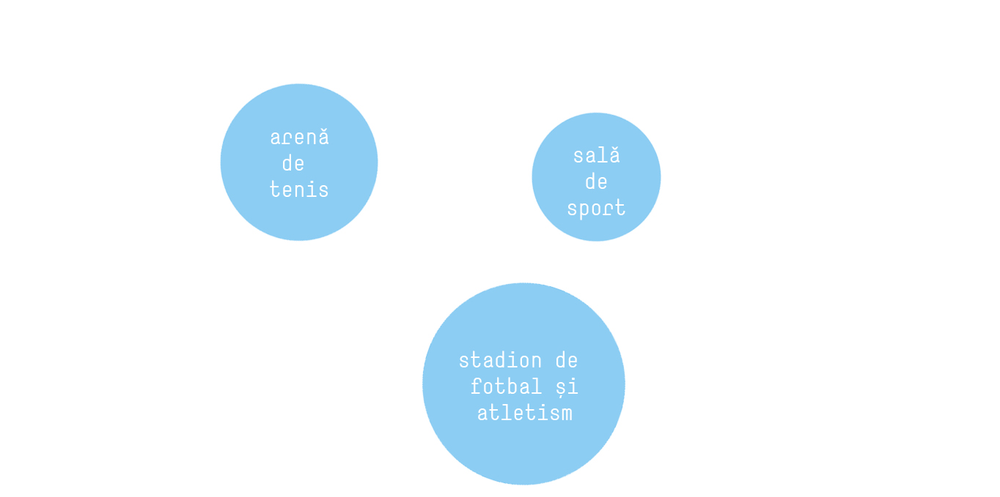 arenă
de
tenis
sală
de
sport
stadion de
fotbal și
atletism